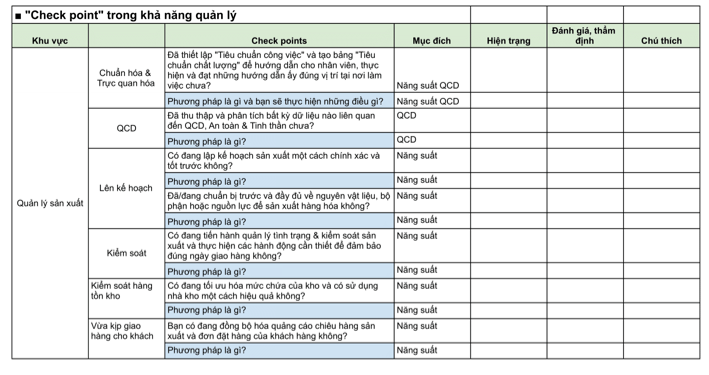 ■ "Check point" trong khả năng quản lý
Khu vực
Check points
Mục đích
Hiện trạng
Đánh giá, thẩm
định
Chú thích
Quản lý sản xuất
Chuẩn hóa &
Trực quan hóa
Đã thiết lập "Tiêu chuẩn công việc" và tạo bảng "Tiêu
chuẩn chất lượng" để hướng dẫn cho nhân viên, thực
hiện và đạt những hướng dẫn ấy đúng vị trí tại nơi làm
việc chưa?
Năng suất QCD
Phương pháp là gì và bạn sẽ thực hiện những điều gì?
Năng suất QCD
QCD
Đã thu thập và phân tích bất kỳ dữ liệu nào liên quan
đến QCD, An toàn & Tinh thần chưa?
QCD
Phương pháp là gì?
QCD
Lên kế hoạch
Có đang lập kế hoạch sản xuất một cách chính xác và
tốt trước không?
Năng suất
Phương pháp là gì?
Năng suất
Đã/đang chuẩn bị trước và đầy đủ về nguyên vật liệu, bộ
phận hoặc nguồn lực để sản xuất hàng hóa không?
Năng suất
Phương pháp là gì?
Năng suất
Kiểm soát
Có đang tiến hành quản lý tình trạng & kiểm soát sản
xuất và thực hiện các hành động cần thiết để đảm bảo
đúng ngày giao hàng không?
Năng suất
Phương pháp là gì?
Năng suất
Kiểm soát hàng
tồn kho
Có đang tối ưu hóa mức chứa của kho và có sử dụng
nhà kho một cách hiệu quả không?
Năng suất
Phương pháp là gì?
Năng suất
Vừa kịp giao
hàng cho khách
Bạn có đang đồng bộ hóa quảng cáo chiêu hàng sản
xuất và đơn đặt hàng của khách hàng không?
Năng suất
Phương pháp là gì?
Năng suất